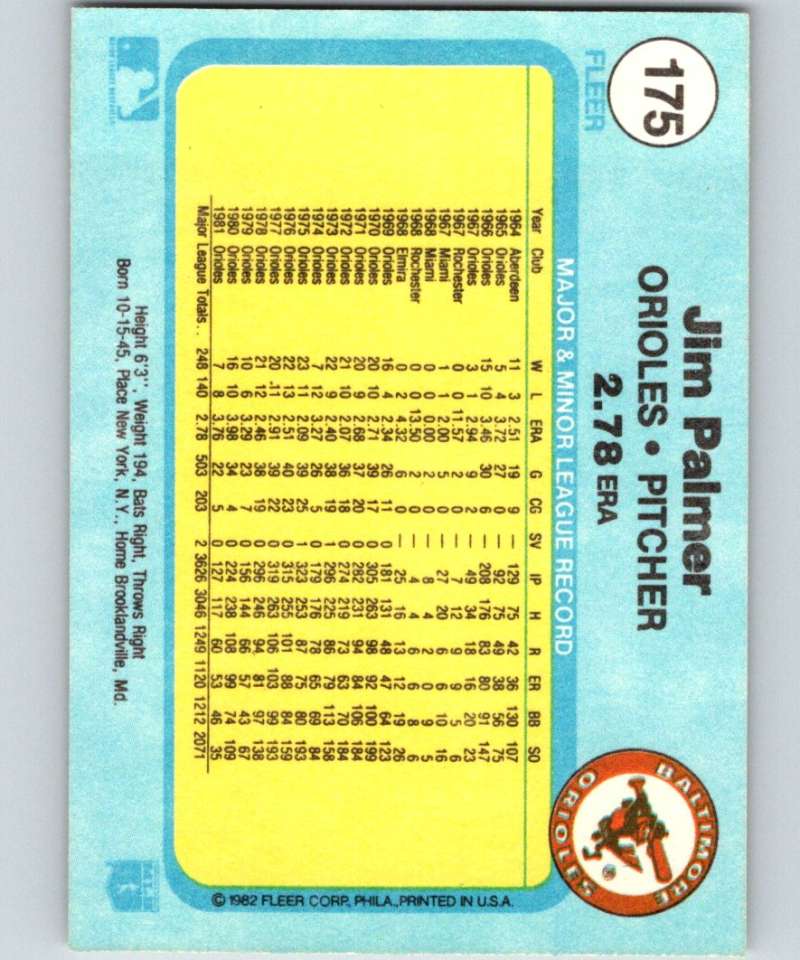 175
FLEER
Jim Palmer
ORIOLES • PITCHER
2.78 ERA
BALTIMORE
ORIOLES
MAJOR & MINOR LEAGUE RECORD
Year Club W L ERA G CG SV IP H R ER BB SO
1964 Aberdeen 11 3 2.51 19 9 — 129 75 42 36 130 107
1965 Orioles 5 4 3.72 27 0 — 92 75 49 38 56 75
1966 Orioles 15 10 3.46 30 6 — 208 176 83 80 91 147
1967 Orioles 3 1 2.94 9 2 — 49 34 18 16 20 23
1967 Rochester 0 0 11.57 2 0 — 7 12 9 9 5 6
1967 Miami 1 1 2.00 5 0 — 27 20 6 6 10 16
1968 Miami 0 0 0.00 2 0 — 8 4 2 0 9 5
1968 Rochester 0 0 13.50 2 0 — 4 4 6 6 8 6
1968 Elmira 0 2 4.32 6 0 — 25 16 13 12 19 26
1969 Orioles 16 4 2.34 26 11 0 181 131 48 47 64 123
1970 Orioles 20 10 2.71 39 17 0 305 263 98 92 100 199
1971 Orioles 20 9 2.68 37 20 0 282 231 94 84 106 184
1972 Orioles 21 10 2.07 36 18 0 274 219 73 63 70 184
1973 Orioles 22 9 2.40 38 19 1 296 225 86 79 113 158
1974 Orioles 7 12 3.27 26 5 0 179 176 78 65 69 84
1975 Orioles 23 11 2.09 39 25 1 323 253 87 75 80 193
1976 Orioles 22 13 2.51 40 23 0 315 255 101 88 84 159
1977 Orioles 20 11 2.91 39 22 0 319 263 106 103 99 193
1978 Orioles 21 12 2.46 38 19 0 296 246 94 81 97 138
1979 Orioles 10 6 3.29 23 7 0 156 144 66 57 43 67
1980 Orioles 16 10 3.98 34 4 0 224 238 108 99 74 109
1981 Orioles 7 8 3.76 22 5 0 127 117 60 53 46 35
Major League Totals.. 248 140 2.78 503 203 2 3626 3046 1249 1120 1212 2071
© 1982 FLEER CORP. PHILA., PRINTED IN U.S.A.
Height 6'3", Weight 194, Bats Right, Throws Right
Born 10-15-45, Place New York, N.Y., Home Brooklandville, Md.